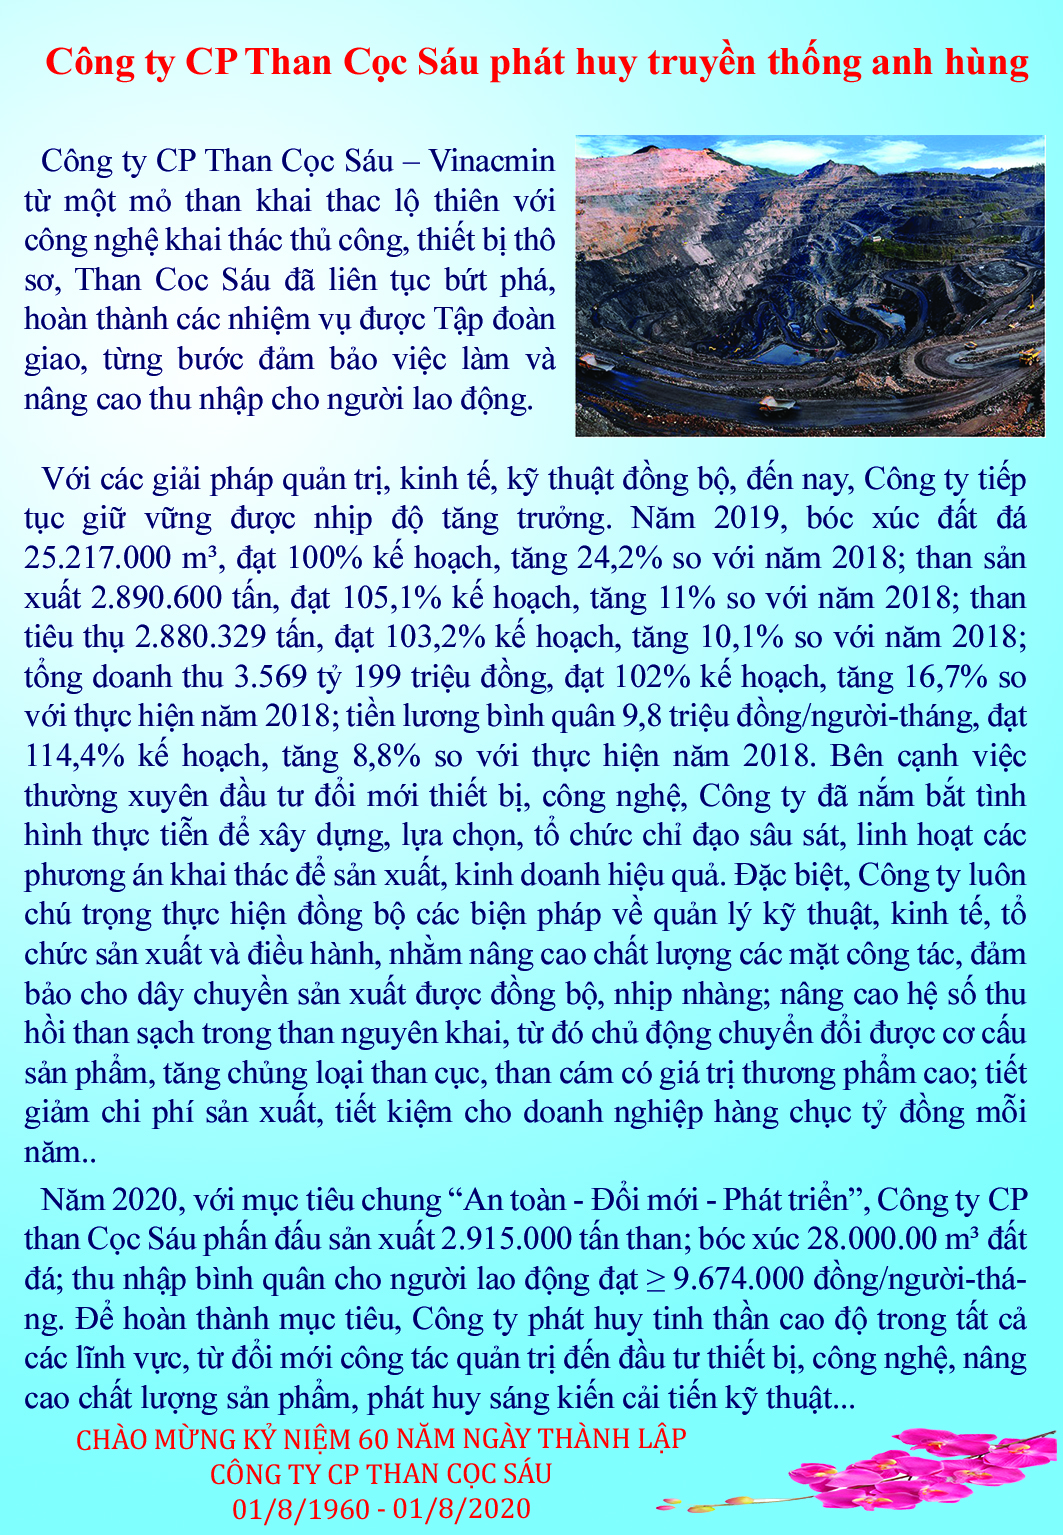 Công ty CP Than Cọc Sáu phát huy truyền thống anh hùng
Công ty CP Than Cọc Sáu – Vinacmin
từ một mỏ than khai thac lộ thiên với
công nghệ khai thác thủ công, thiết bị thô
sơ, Than Coc Sáu đã liên tục bứt phá,
hoàn thành các nhiệm vụ được Tập đoàn
giao, từng bước đảm bảo việc làm và
nâng cao thu nhập cho người lao động.
Với các giải pháp quản trị, kinh tế, kỹ thuật đồng bộ, đến nay, Công ty tiếp
tục giữ vững được nhịp độ tăng trưởng. Năm 2019, bóc xúc đất đá
25.217.000 m³, đạt 100% kế hoạch, tăng 24,2% so với năm 2018; than sản
xuất 2.890.600 tấn, đạt 105,1% kế hoạch, tăng 11% so với năm 2018; than
tiêu thụ 2.880.329 tấn, đạt 103,2% kế hoạch, tăng 10,1% so với năm 2018;
tổng doanh thu 3.569 tỷ 199 triệu đồng, đạt 102% kế hoạch, tăng 16,7% so
với thực hiện năm 2018; tiền lương bình quân 9,8 triệu đồng/người-tháng, đạt
114,4% kế hoạch, tăng 8,8% so với thực hiện năm 2018. Bên cạnh việc
thường xuyên đầu tư đổi mới thiết bị, công nghệ, Công ty đã nắm bắt tình
hình thực tiễn để xây dựng, lựa chọn, tổ chức chỉ đạo sâu sát, linh hoạt các
phương án khai thác để sản xuất, kinh doanh hiệu quả. Đặc biệt, Công ty luôn
chú trọng thực hiện đồng bộ các biện pháp về quản lý kỹ thuật, kinh tế, tổ
chức sản xuất và điều hành, nhằm nâng cao chất lượng các mặt công tác, đảm
bảo cho dây chuyền sản xuất được đồng bộ, nhịp nhàng; nâng cao hệ số thu
hồi than sạch trong than nguyên khai, từ đó chủ động chuyển đổi được cơ cấu
sản phẩm, tăng chủng loại than cục, than cám có giá trị thương phẩm cao; tiết
giảm chi phí sản xuất, tiết kiệm cho doanh nghiệp hàng chục tỷ đồng mỗi
năm..
Năm 2020, với mục tiêu chung “An toàn - Đổi mới - Phát triển”, Công ty CP
than Cọc Sáu phấn đấu sản xuất 2.915.000 tấn than; bóc xúc 28.000.00 m³ đất
đá; thu nhập bình quân cho người lao động đạt ≥ 9.674.000 đồng/người-thá-
ng. Để hoàn thành mục tiêu, Công ty phát huy tinh thần cao độ trong tất cả
các lĩnh vực, từ đổi mới công tác quản trị đến đầu tư thiết bị, công nghệ, nâng
cao chất lượng sản phẩm, phát huy sáng kiến cải tiến kỹ thuật...
CHÀO MỪNG KỶ NIỆM 60 NĂM NGÀY THÀNH LẬP
CÔNG TY CP THAN CỌC SÁU
01/8/1960 - 01/8/2020